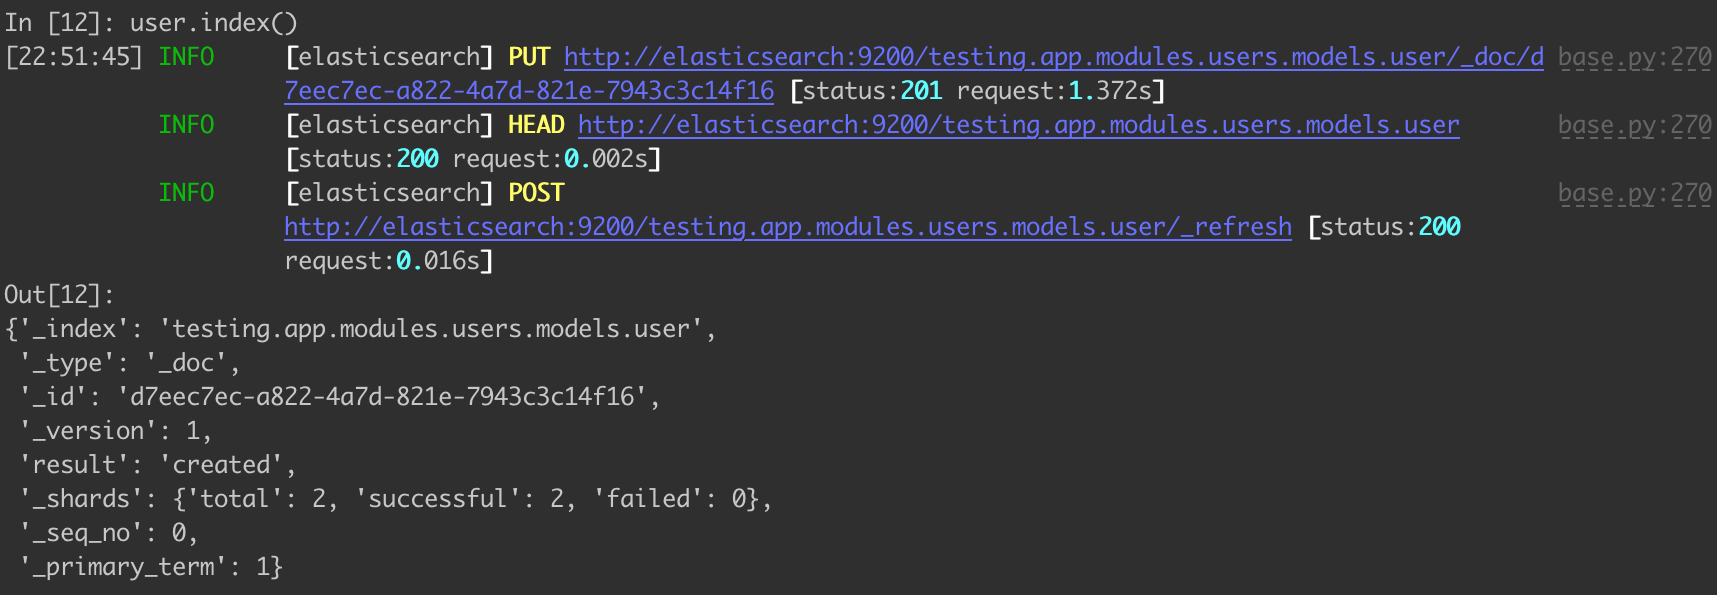 In [12]: user.index()
[22:51:45] INFO     [elasticsearch] PUT http://elasticsearch:9200/testing.app.modules.users.models.user/_doc/d base.py:270
7eec7ec-a822-4a7d-821e-7943c3c14f16 [status:201 request:1.372s]
INFO     [elasticsearch] HEAD http://elasticsearch:9200/testing.app.modules.users.models.user base.py:270
[status:200 request:0.002s]
INFO     [elasticsearch] POST base.py:270
http://elasticsearch:9200/testing.app.modules.users.models.user/_refresh [status:200
request:0.016s]
Out[12]:
{'_index': 'testing.app.modules.users.models.user',
'_type': '_doc',
'_id': 'd7eec7ec-a822-4a7d-821e-7943c3c14f16',
'_version': 1,
'result': 'created',
'_shards': {'total': 2, 'successful': 2, 'failed': 0},
'_seq_no': 0,
'_primary_term': 1}